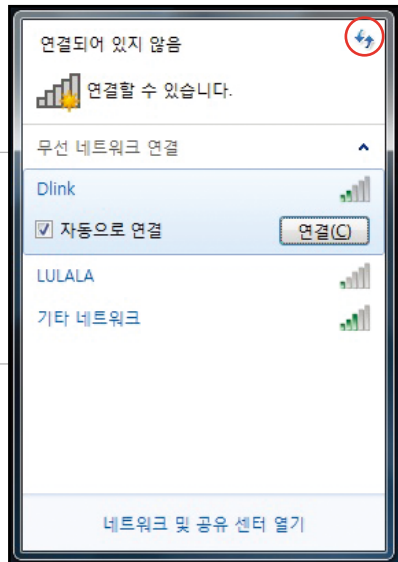 연결되어 있지 않음
연결할 수 있습니다.
무선 네트워크 연결
Dlink
자동으로 연결 연결(C)
LULALA
기타 네트워크
네트워크 및 공유 센터 열기